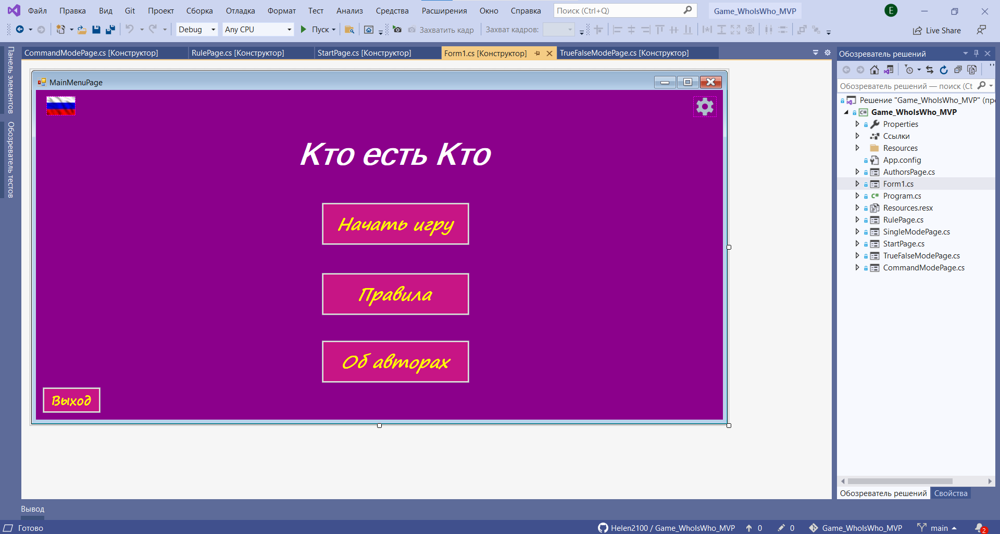 Файл Правка Вид Git Проект Сборка Отладка Формат Тест Анализ Средства Расширения Окно Справка Поиск (Ctrl+Q) Game_WhoIsWho_MVP E
Debug Any CPU Пуск Захватить кадр Захват кадров: Live Share
CommandModePage.cs [Конструктор] RulePage.cs [Конструктор] StartPage.cs [Конструктор] Form1.cs [Конструктор] TrueFalseModePage.cs [Конструктор]
Панель элементов
Обозреватель тестов
MainMenuPage
Кто есть Кто
Начать игру
Правила
Об авторах
Выход
Обозреватель решений
Обозреватель решений — поиск (Ct
Решение "Game_WhoIsWho_MVP" (про
Game_WhoIsWho_MVP
Properties
Ссылки
Resources
App.config
AuthorsPage.cs
Form1.cs
Program.cs
Resources.resx
RulePage.cs
SingleModePage.cs
StartPage.cs
TrueFalseModePage.cs
CommandModePage.cs
Обозреватель решений Свойства
Вывод
Готово Helen2100 / Game_WhoIsWho_MVP 0 0 Game_WhoIsWho_MVP main 2